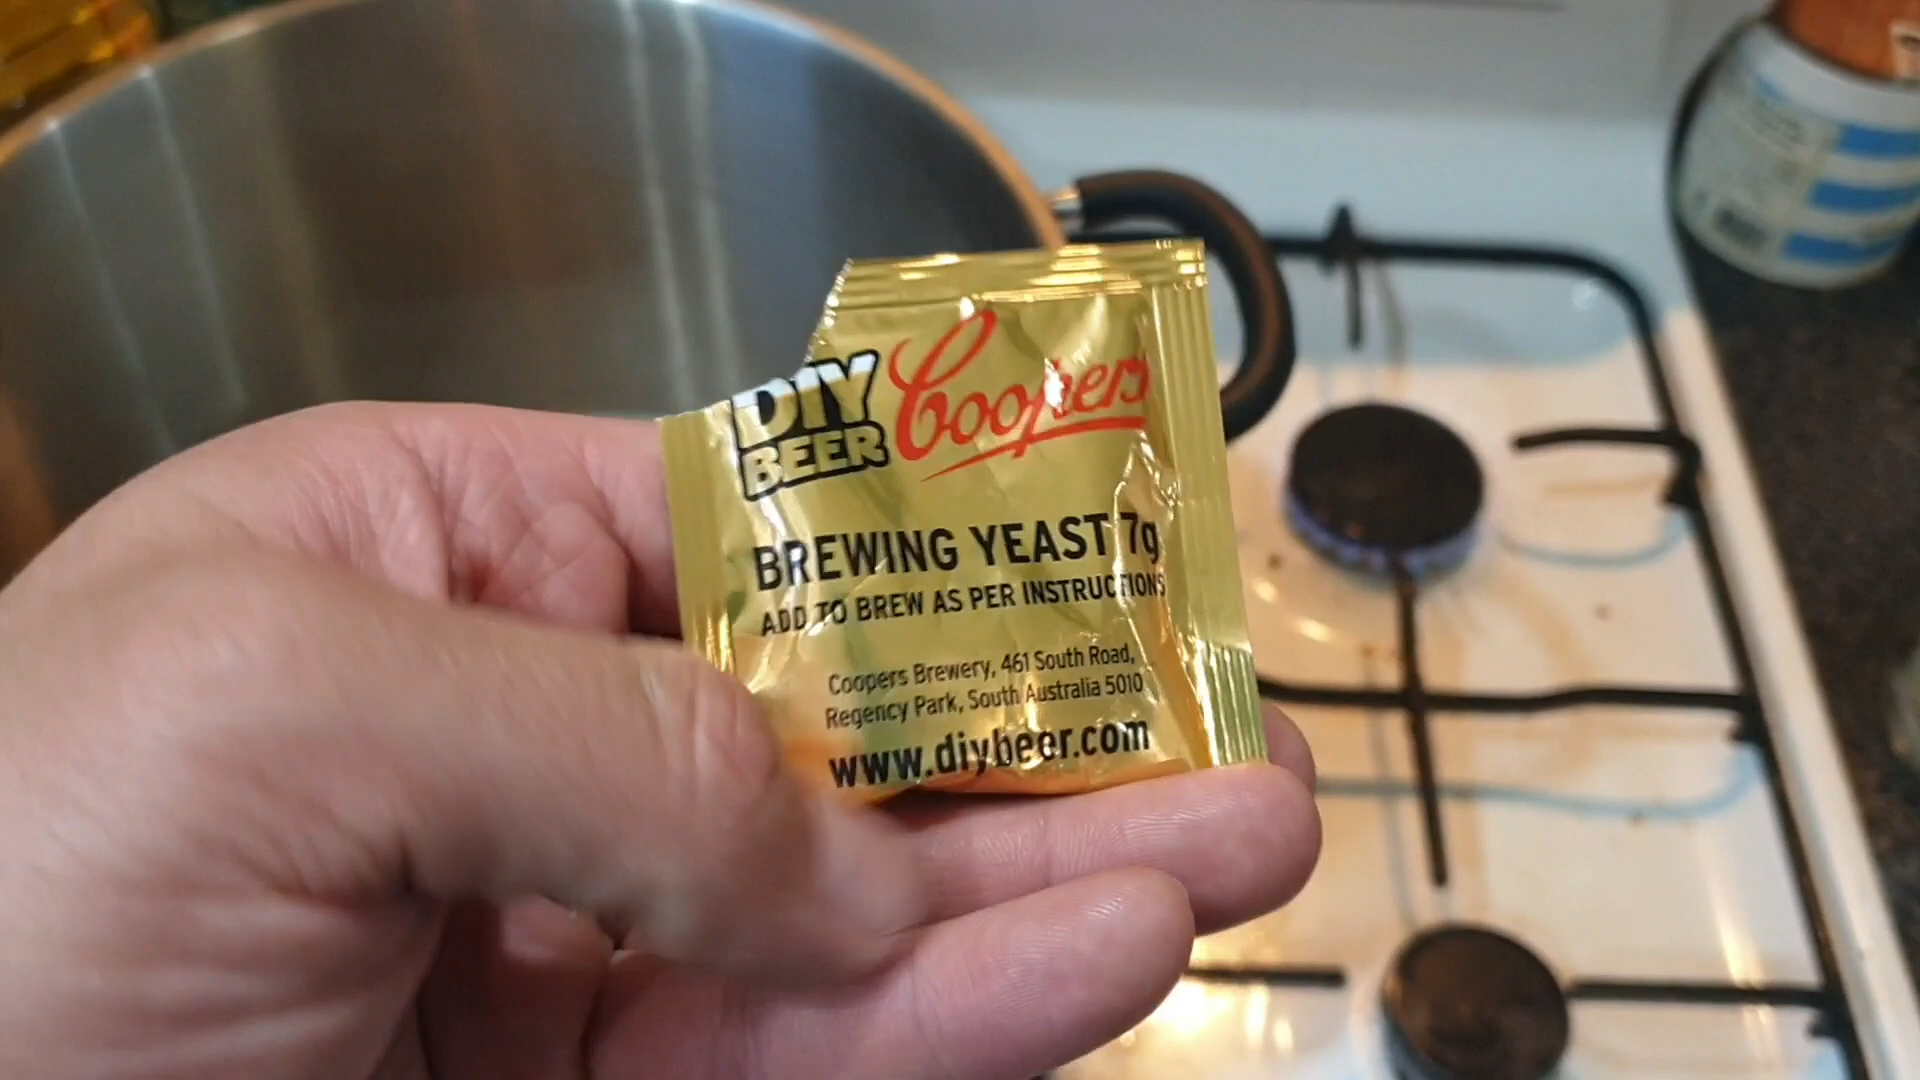 DIY
BEER
Coopers
BREWING YEAST 7g
ADD TO BREW AS PER INSTRUCTIONS
Coopers Brewery, 461 South Road,
Regency Park, South Australia 5010
www.diybeer.com